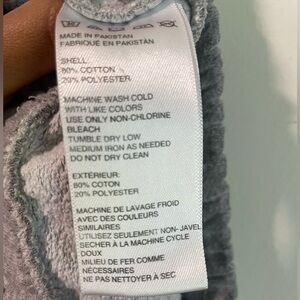 MADE IN PAKISTAN
FABRIQUÉ EN PAKISTAN
SHELL:
80% COTTON
20% POLYESTER
MACHINE WASH COLD
WITH LIKE COLORS
USE ONLY NON-CHLORINE
BLEACH
TUMBLE DRY LOW
MEDIUM IRON AS NEEDED
DO NOT DRY CLEAN
EXTÉRIEUR:
80% COTON
20% POLYESTER
MACHINE DE LAVAGE FROID
AVEC DES COULEURS
SIMILAIRES
UTILISEZ SEULEMENT NON-JAVEL
SECHER À LA MACHINE CYCLE
DOUX
MILIEU DE FER COMME
NÉCESSAIRES
NE PAS NETTOYER À SEC